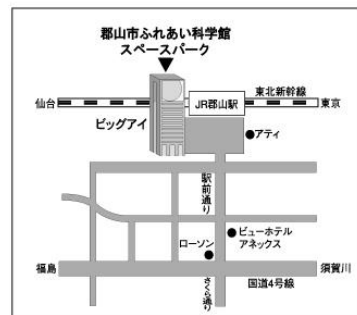 郡山市ふれあい科学館
スペースパーク
東北新幹線
仙台
JR郡山駅
東京
ビッグアイ
アティ
駅前通り
ビューホテル
アネックス
ローソン
福島
須賀川
国道4号線
さくら通り